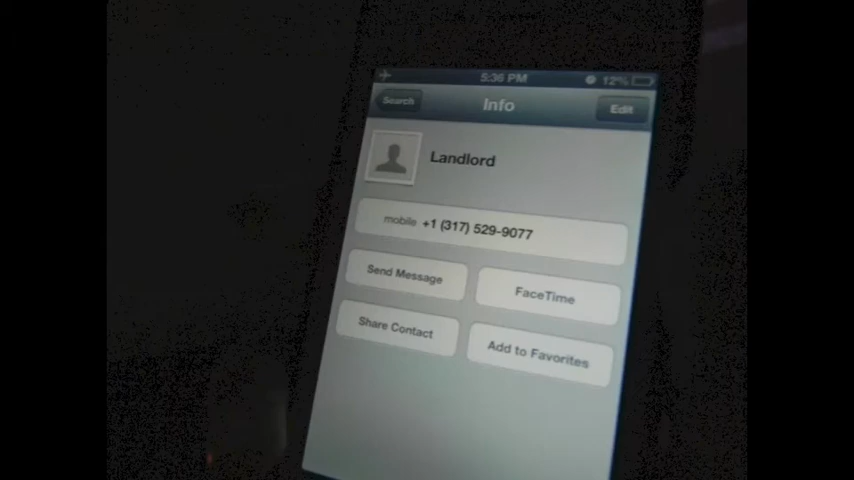 5:36 PM 12%
Search Info Edit
Landlord
mobile +1 (317) 529-9077
Send Message FaceTime
Share Contact Add to Favorites